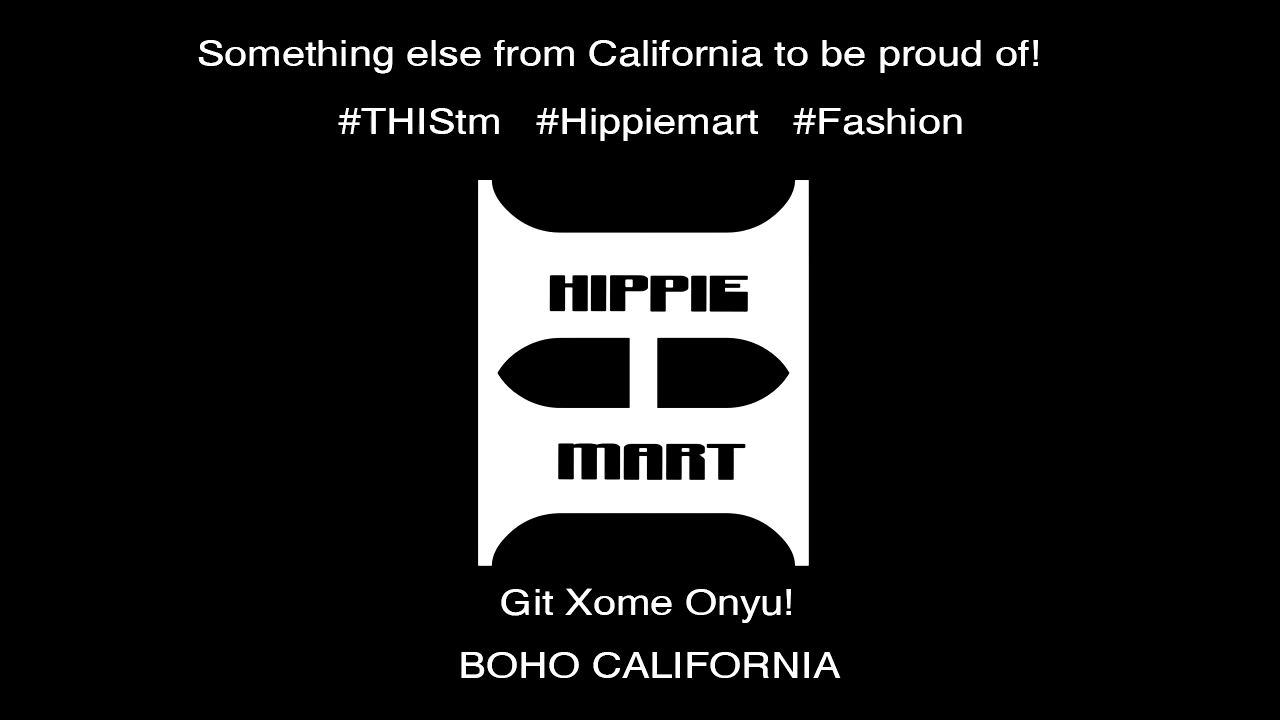 Something else from California to be proud of!
#THIStm #Hippiemart #Fashion
HIPPIE
MART
Git Xome Onyu!
BOHO CALIFORNIA